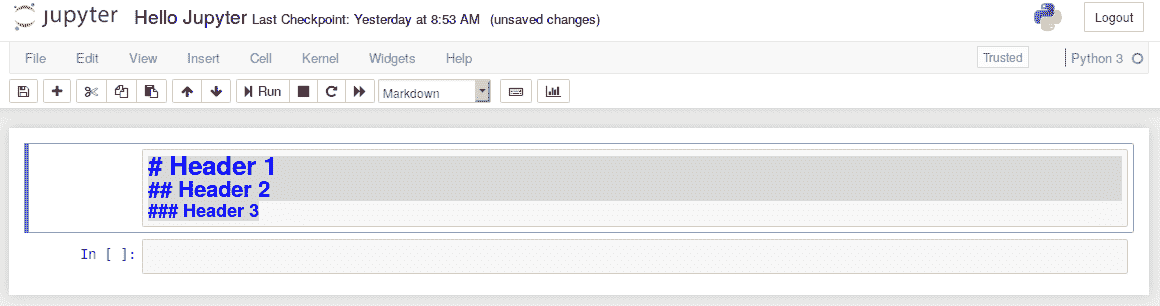 jupyter Hello Jupyter Last Checkpoint: Yesterday at 8:53 AM (unsaved changes) Logout
File Edit View Insert Cell Kernel Widgets Help Trusted Python 3
Run Markdown
# Header 1
## Header 2
### Header 3
In [ ]: